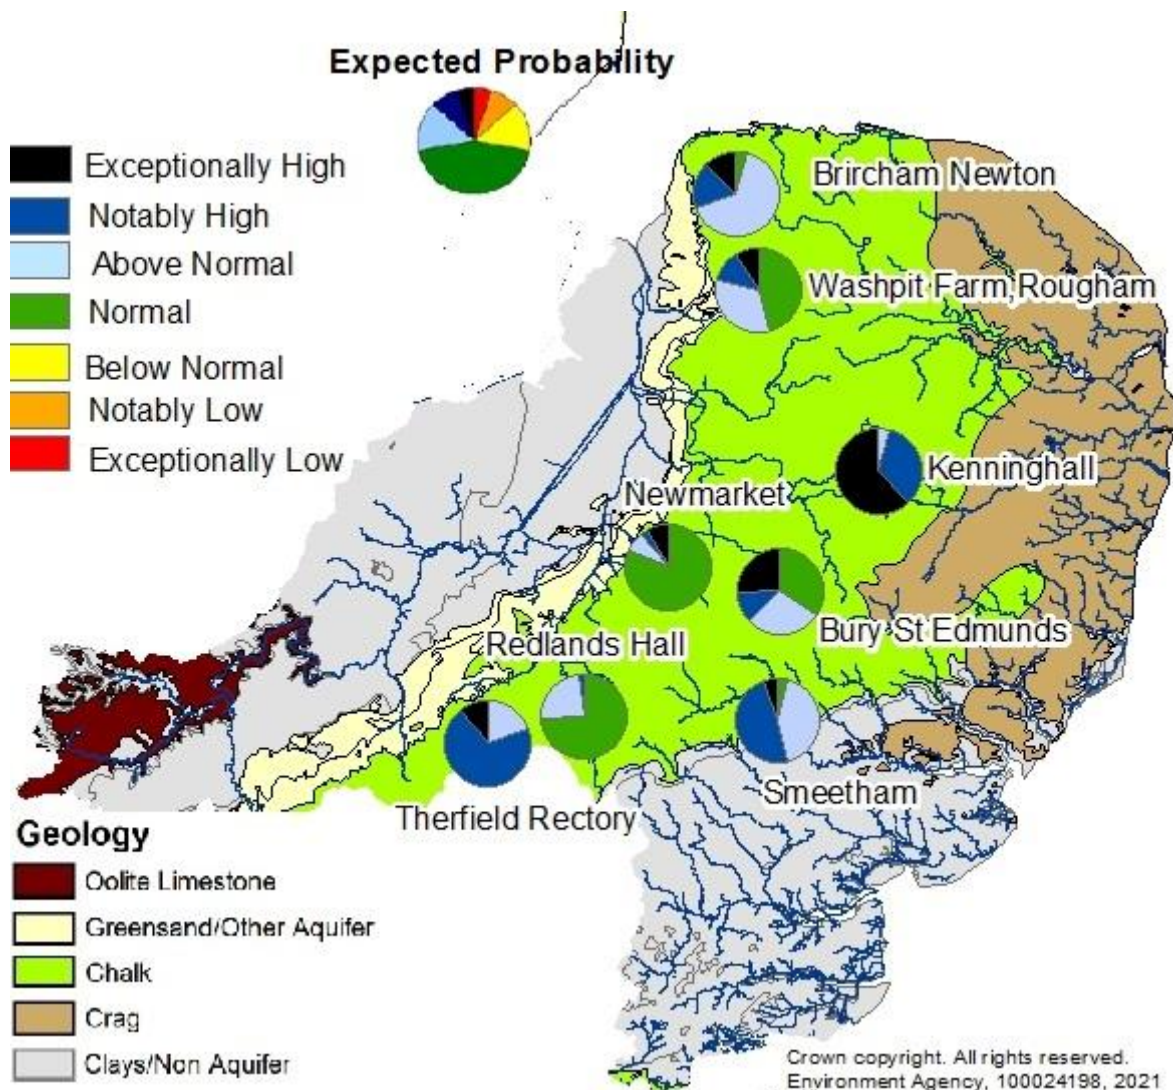 Expected Probability
Exceptionally High
Notably High
Above Normal
Normal
Below Normal
Notably Low
Exceptionally Low
Brircham Newton
Washpit Farm,Rougham
Kenninghall
Newmarket
Bury St Edmunds
Redlands Hall
Smeetham
Therfield Rectory
Geology
Oolite Limestone
Greensand/Other Aquifer
Chalk
Crag
Clays/Non Aquifer
Crown copyright. All rights reserved.
Environment Agency, 100024198, 2021